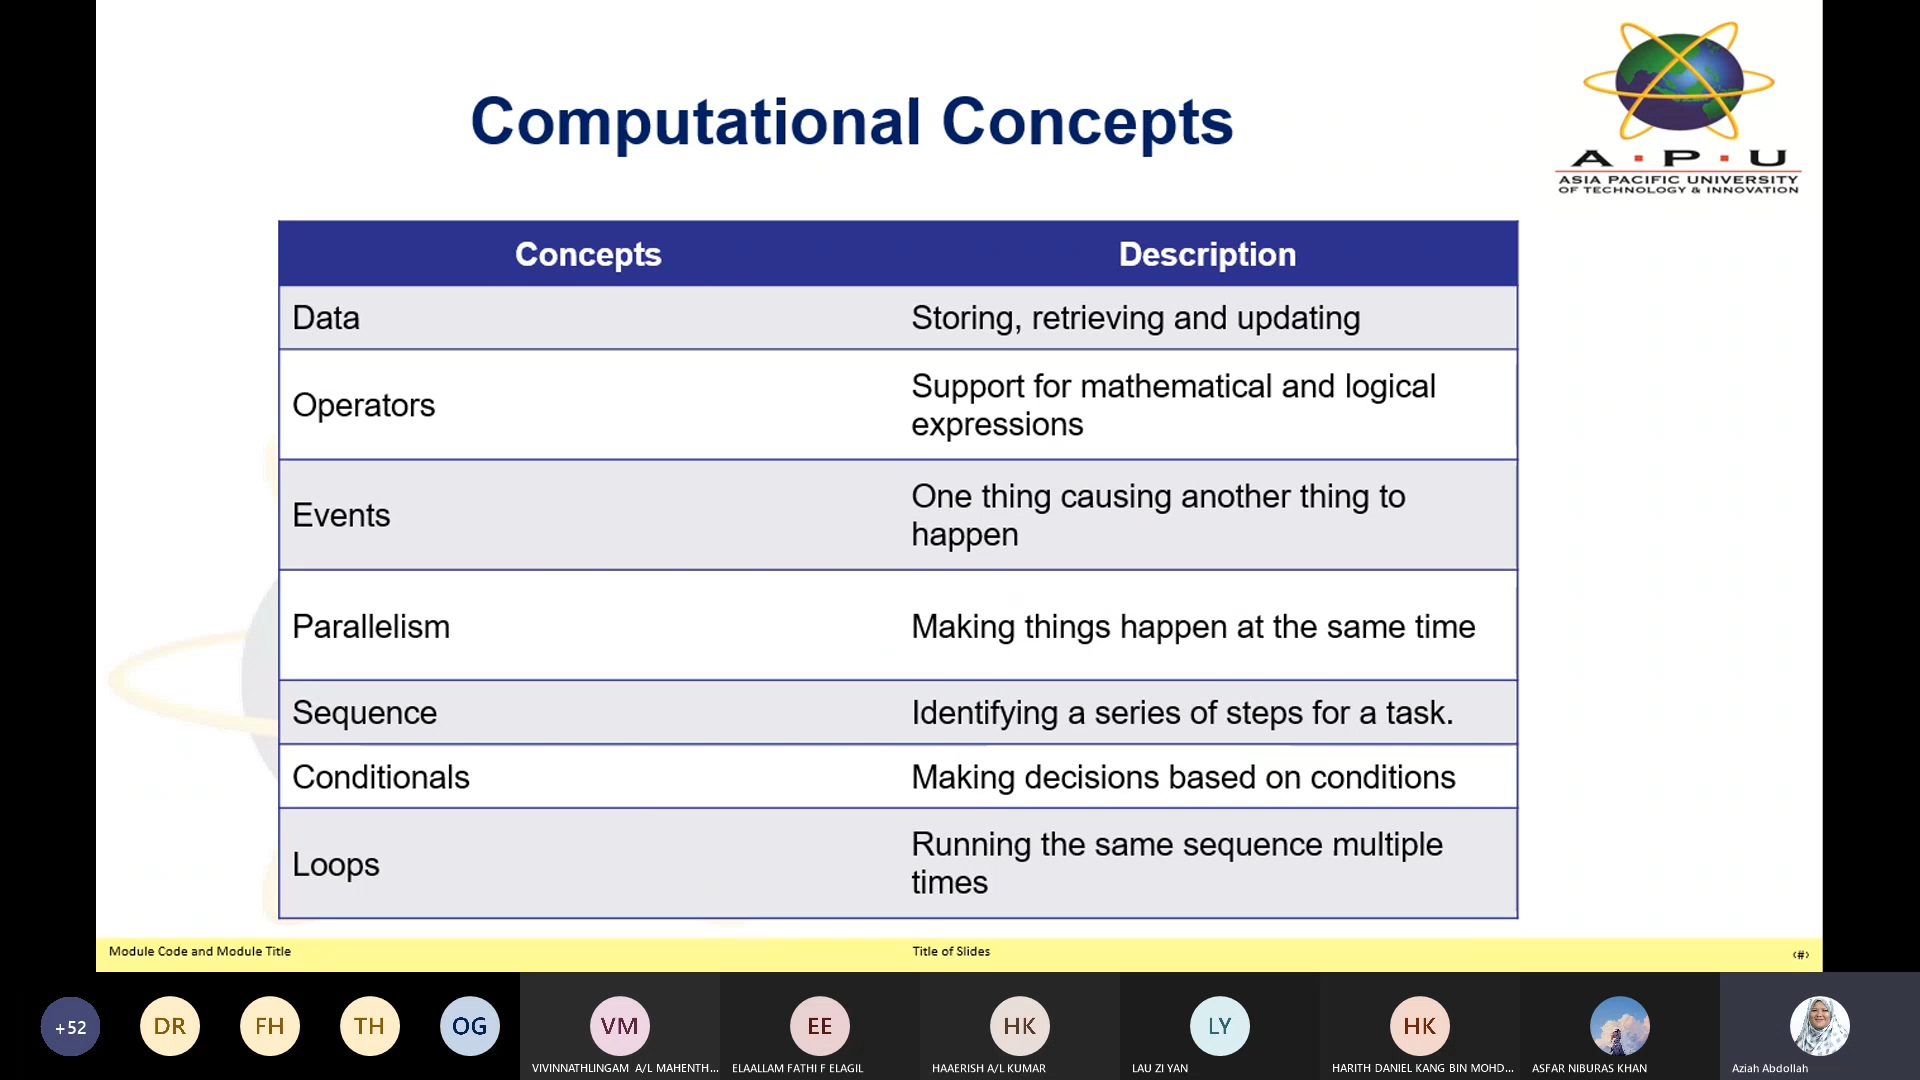 Computational Concepts
A · P · U
ASIA PACIFIC UNIVERSITY
OF TECHNOLOGY & INNOVATION
Concepts Description
Data Storing, retrieving and updating
Operators Support for mathematical and logical
expressions
Events One thing causing another thing to
happen
Parallelism Making things happen at the same time
Sequence Identifying a series of steps for a task.
Conditionals Making decisions based on conditions
Loops Running the same sequence multiple
times
Module Code and Module Title Title of Slides ‹#›
+52 DR FH TH OG VM EE HK LY HK
VIVINNATHLINGAM A/L MAHENTH... ELAALLAM FATHI F ELAGIL HAAERISH A/L KUMAR LAU ZI YAN HARITH DANIEL KANG BIN MOHD... ASFAR NIBURAS KHAN Aziah Abdollah